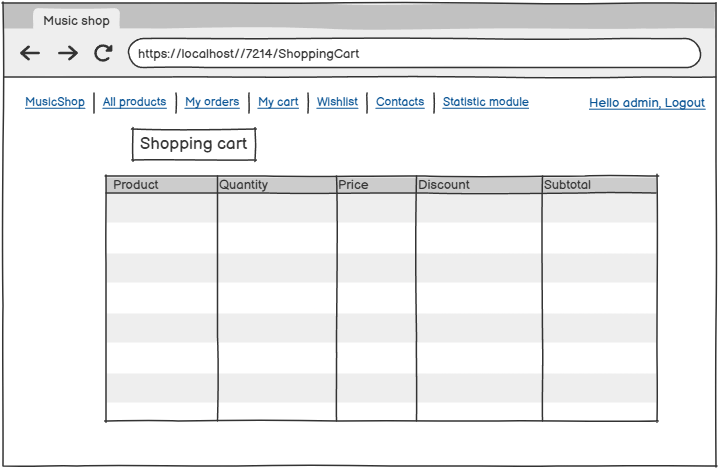 Music shop
https://localhost//7214/ShoppingCart
MusicShop All products My orders My cart Wishlist Contacts Statistic module Hello admin, Logout
Shopping cart
Product Quantity Price Discount Subtotal